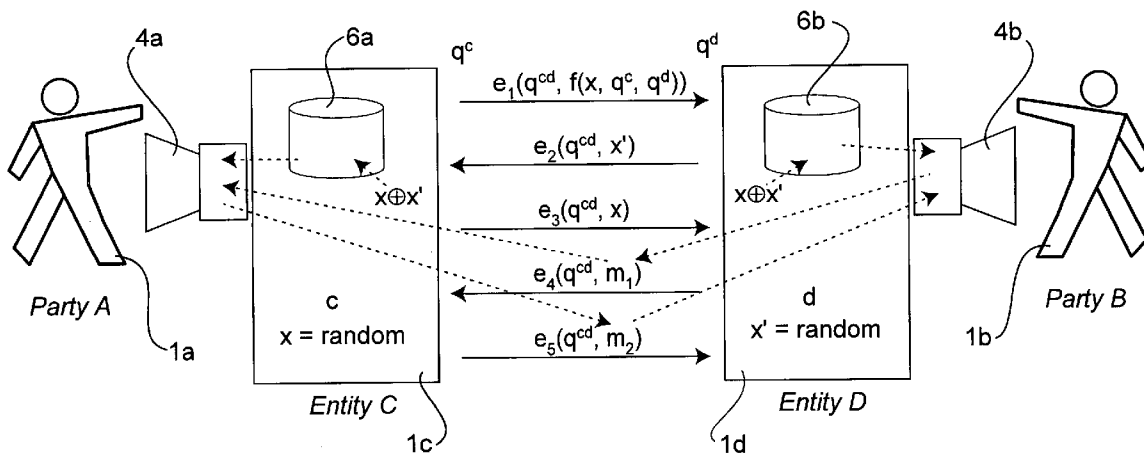 4a
6a
q^c
q^d
6b
4b
e₁(q^cd, f(x, q^c, q^d))
e₂(q^cd, x')
x⊕x'
x⊕x'
e₃(q^cd, x)
e₄(q^cd, m₁)
c
d
x = random
x' = random
e₅(q^cd, m₂)
Party A
Party B
1a
1b
Entity C
Entity D
1c
1d